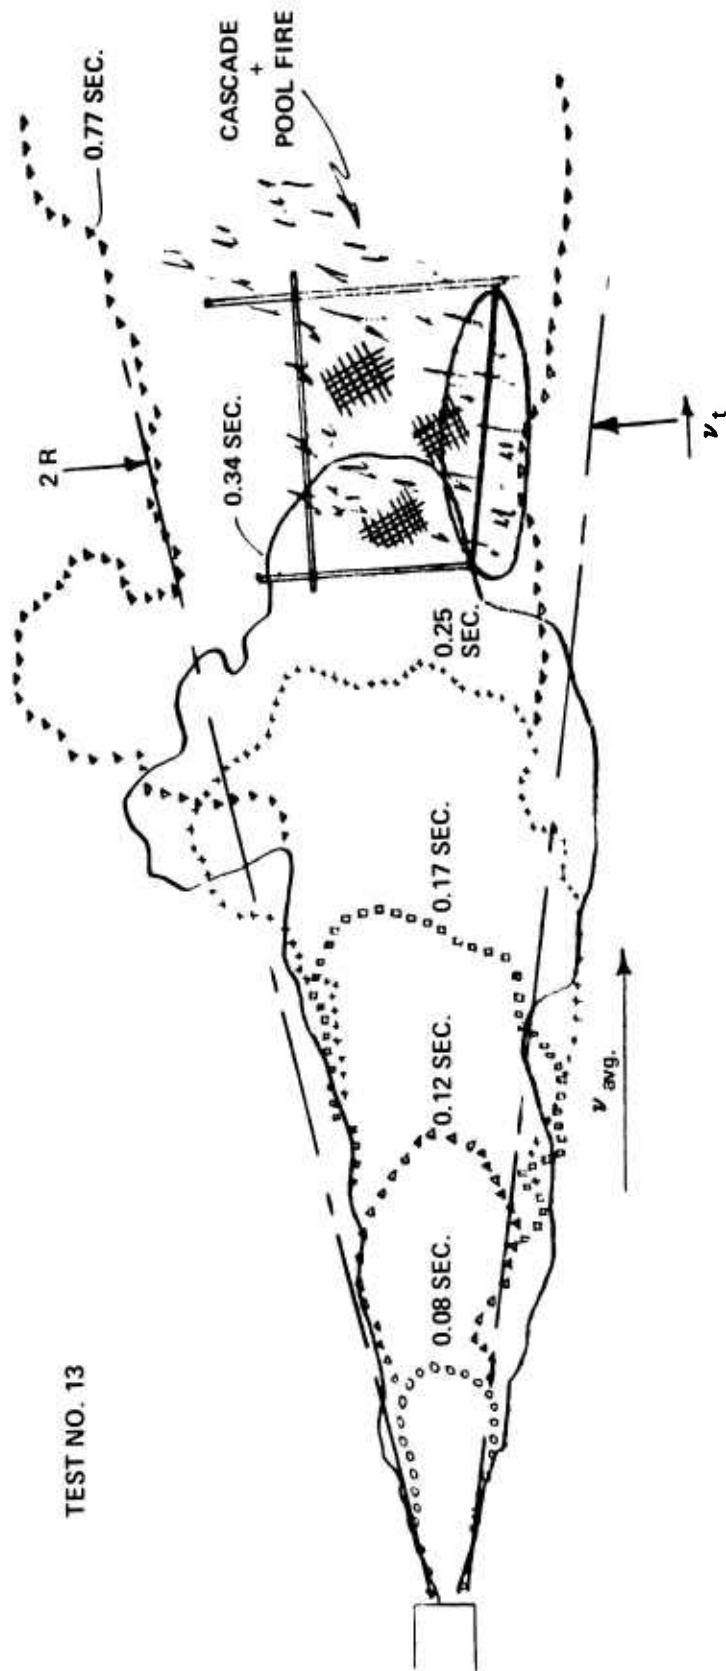 TEST NO. 13
0.08 SEC.
0.12 SEC.
0.17 SEC.
0.25
SEC.
0.34 SEC.
2 R
0.77 SEC.
CASCADE
+
POOL FIRE
ν avg.
ν t